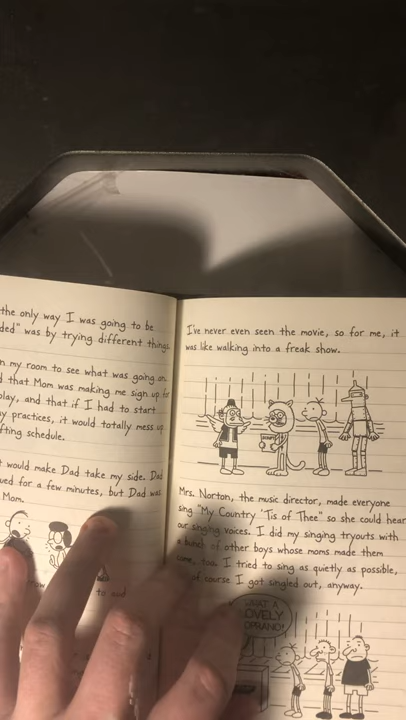 the only way I was going to be
ded" was by trying different things.
my room to see what was going on.
d that Mom was making me sign up
play, and that if I had to start
y practices, it would totally mess up
fting schedule.
would make Dad take my side. Dad
ued for a few minutes, but Dad was
Mom.
to aud
I've never even seen the movie, so for me, it
was like walking into a freak show.
Mrs. Norton, the music director, made everyone
sing "My Country 'Tis of Thee" so she could hear
our singing voices. I did my singing tryouts with
a bunch of other boys whose moms made them
come, too. I tried to sing as quietly as possible,
of course I got singled out, anyway.
WHAT A
LOVELY
SOPRANO!